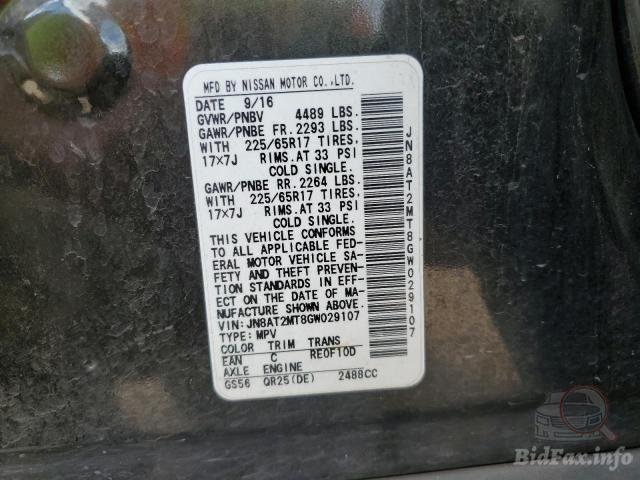 MFD BY NISSAN MOTOR CO.,LTD.
DATE 9/16
GVWR/PNBV 4489 LBS.
GAWR/PNBE FR. 2293 LBS.
WITH 225/65R17 TIRES,
17×7J RIMS.AT 33 PSI
COLD SINGLE.
GAWR/PNBE RR. 2264 LBS.
WITH 225/65R17 TIRES,
17×7J RIMS.AT 33 PSI
COLD SINGLE.
THIS VEHICLE CONFORMS
TO ALL APPLICABLE FED-
ERAL MOTOR VEHICLE SA-
FETY AND THEFT PREVEN-
TION STANDARDS IN EFF-
ECT ON THE DATE OF MA-
NUFACTURE SHOWN ABOVE.
VIN: JN8AT2MT8GW029107
TYPE: MPV
COLOR TRIM TRANS
EAN C RE0F10D
AXLE ENGINE
GS56 QR25(DE) 2488CC
JN8AT2MT8GW029107
BidFax.info